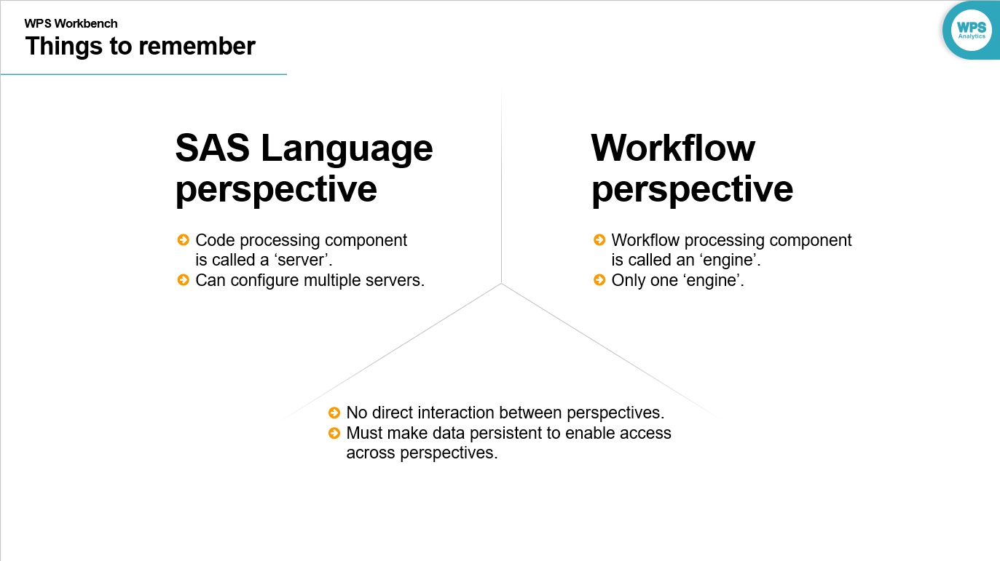 WPS Workbench
Things to remember
WPS
Analytics
SAS Language
perspective
Code processing component
is called a ‘server’.
Can configure multiple servers.
Workflow
perspective
Workflow processing component
is called an ‘engine’.
Only one ‘engine’.
No direct interaction between perspectives.
Must make data persistent to enable access
across perspectives.